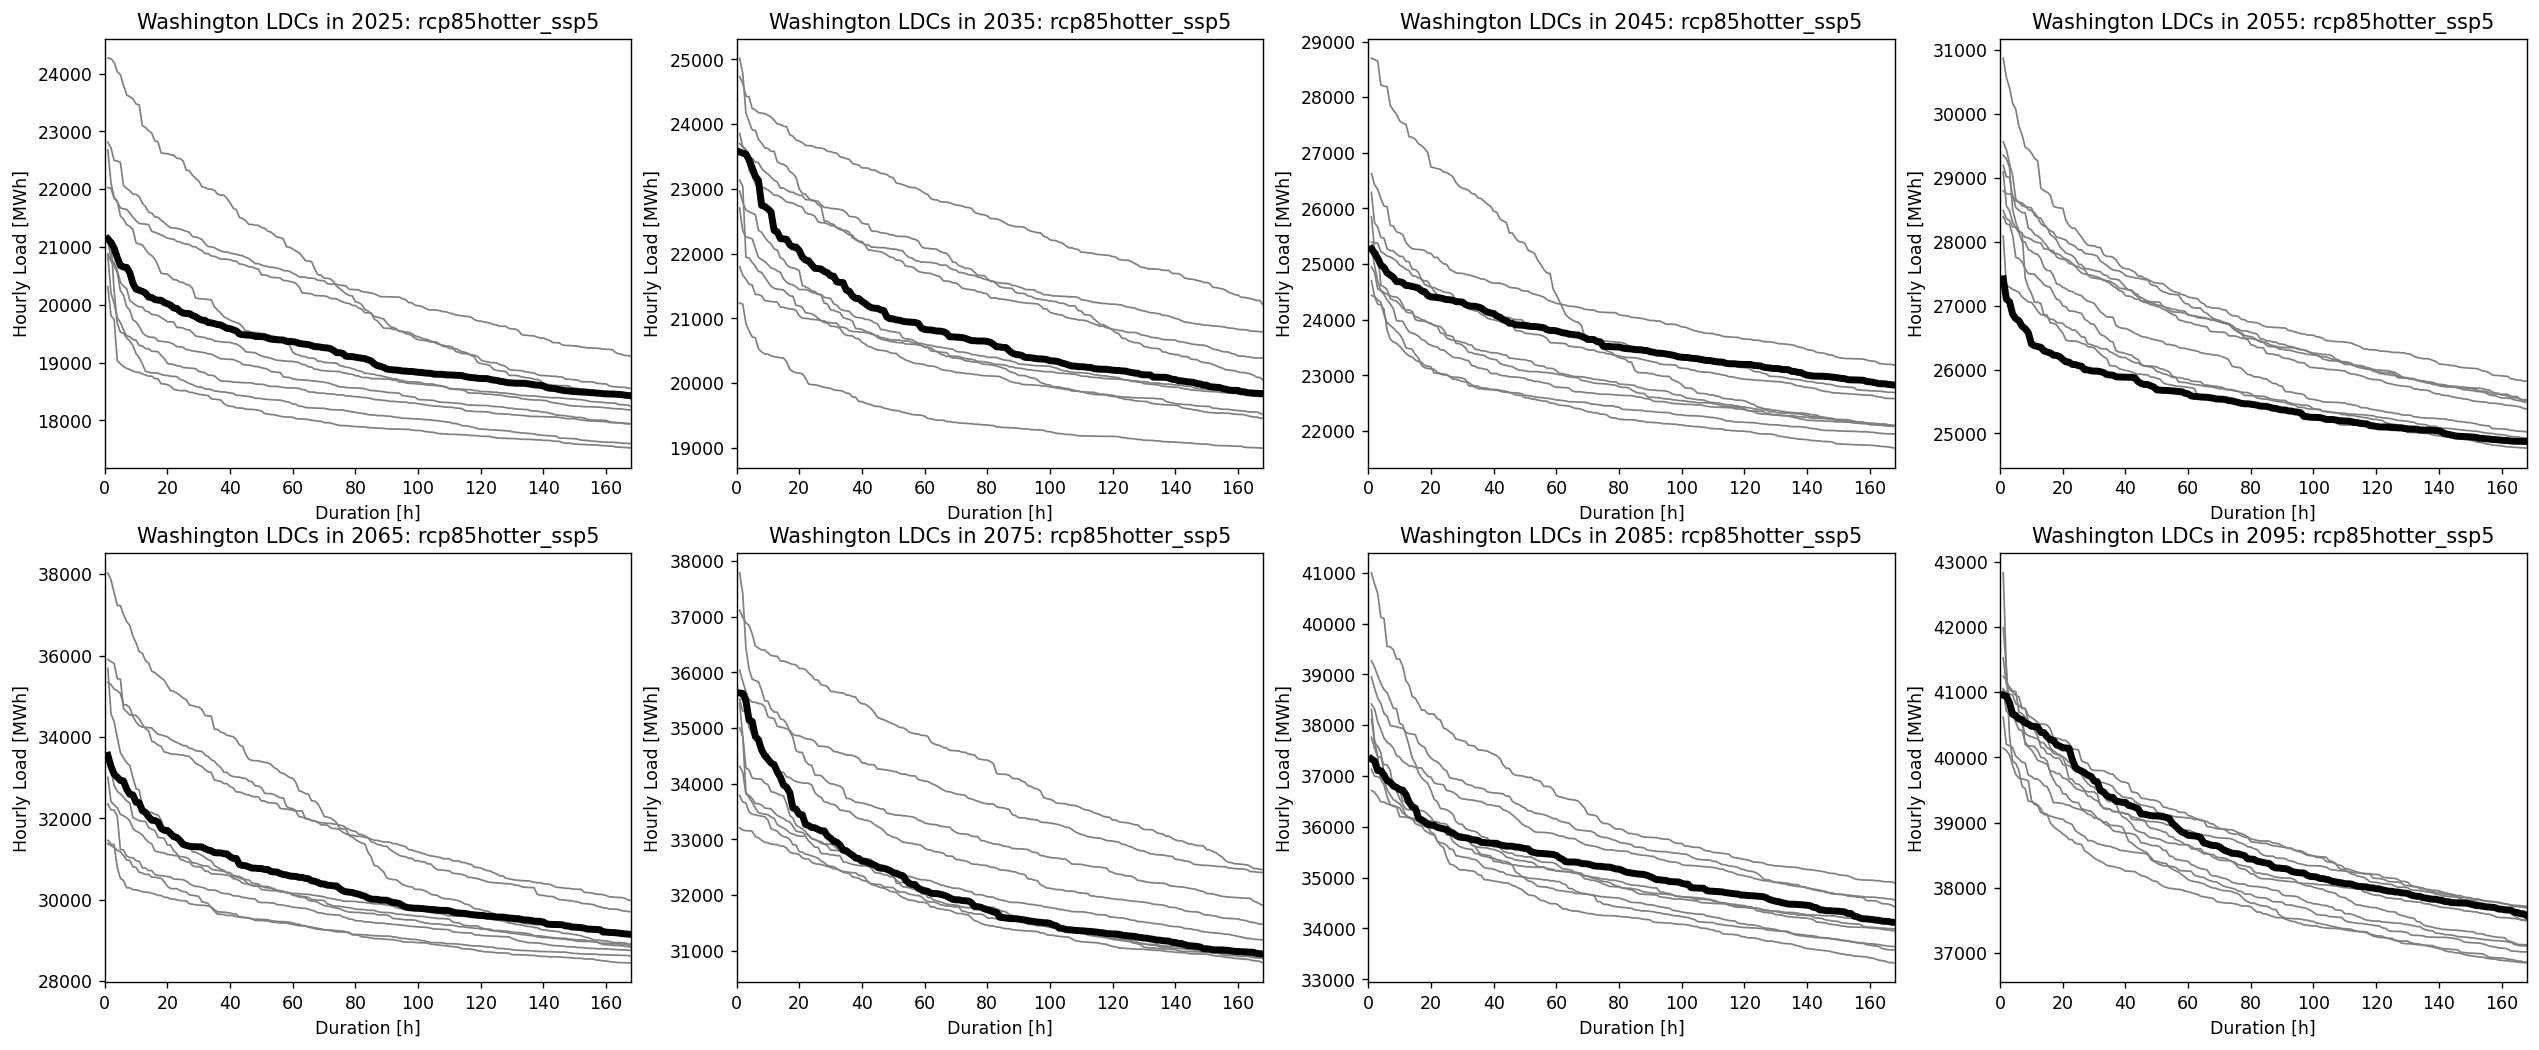 Washington LDCs in 2025: rcp85hotter_ssp5
24000
23000
22000
21000
20000
19000
18000
Hourly Load [MWh]
0 20 40 60 80 100 120 140 160
Duration [h]
Washington LDCs in 2035: rcp85hotter_ssp5
25000
24000
23000
22000
21000
20000
19000
Hourly Load [MWh]
0 20 40 60 80 100 120 140 160
Duration [h]
Washington LDCs in 2045: rcp85hotter_ssp5
29000
28000
27000
26000
25000
24000
23000
22000
Hourly Load [MWh]
0 20 40 60 80 100 120 140 160
Duration [h]
Washington LDCs in 2055: rcp85hotter_ssp5
31000
30000
29000
28000
27000
26000
25000
Hourly Load [MWh]
0 20 40 60 80 100 120 140 160
Duration [h]
Washington LDCs in 2065: rcp85hotter_ssp5
38000
36000
34000
32000
30000
28000
Hourly Load [MWh]
0 20 40 60 80 100 120 140 160
Duration [h]
Washington LDCs in 2075: rcp85hotter_ssp5
38000
37000
36000
35000
34000
33000
32000
31000
Hourly Load [MWh]
0 20 40 60 80 100 120 140 160
Duration [h]
Washington LDCs in 2085: rcp85hotter_ssp5
41000
40000
39000
38000
37000
36000
35000
34000
33000
Hourly Load [MWh]
0 20 40 60 80 100 120 140 160
Duration [h]
Washington LDCs in 2095: rcp85hotter_ssp5
43000
42000
41000
40000
39000
38000
37000
Hourly Load [MWh]
0 20 40 60 80 100 120 140 160
Duration [h]